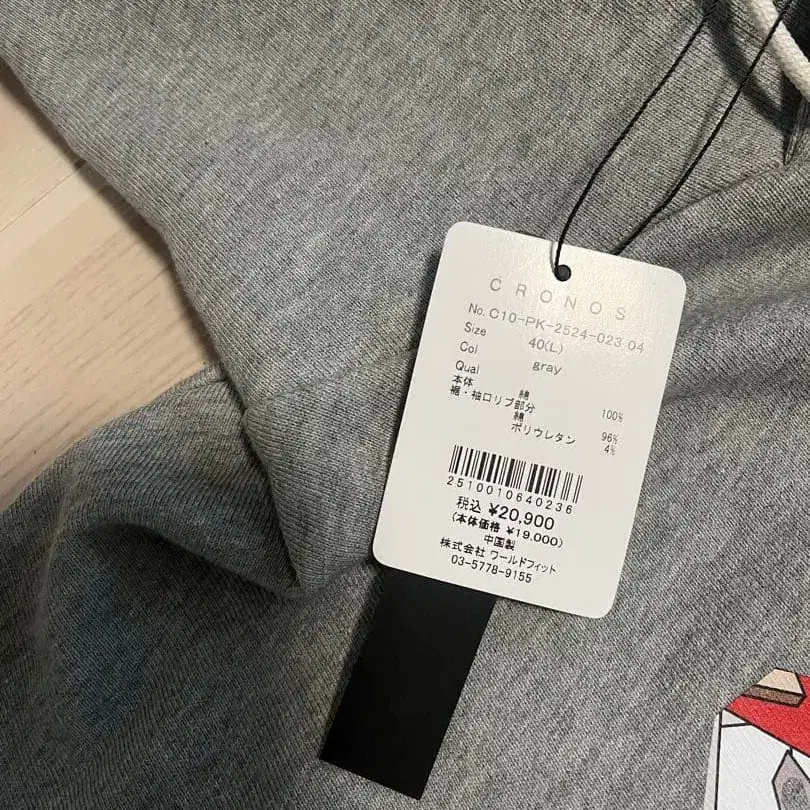 CRONOS
No. C10-PK-2524-023 04
Size 40(L)
Col gray
Qual
本体 綿 100%
裾・袖口リブ部分
綿 96%
ポリウレタン 4%
2510010640236
税込 ¥20,900
(本体価格 ¥19,000)
中国製
株式会社 ワールドフィット
03-5778-9155